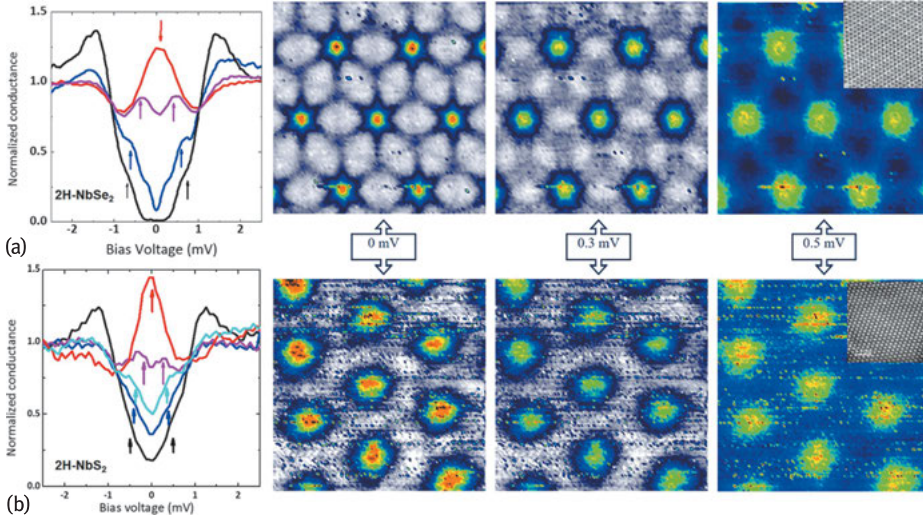 Normalized conductance
1.5
1.0
0.5
0.0
2H-NbSe₂
-2 -1 0 1 2
Bias Voltage (mV)
(a)
0 mV
0.3 mV
0.5 mV
Normalized conductance
1.5
1.0
0.5
0.0
2H-NbS₂
-2 -1 0 1 2
Bias voltage (mV)
(b)